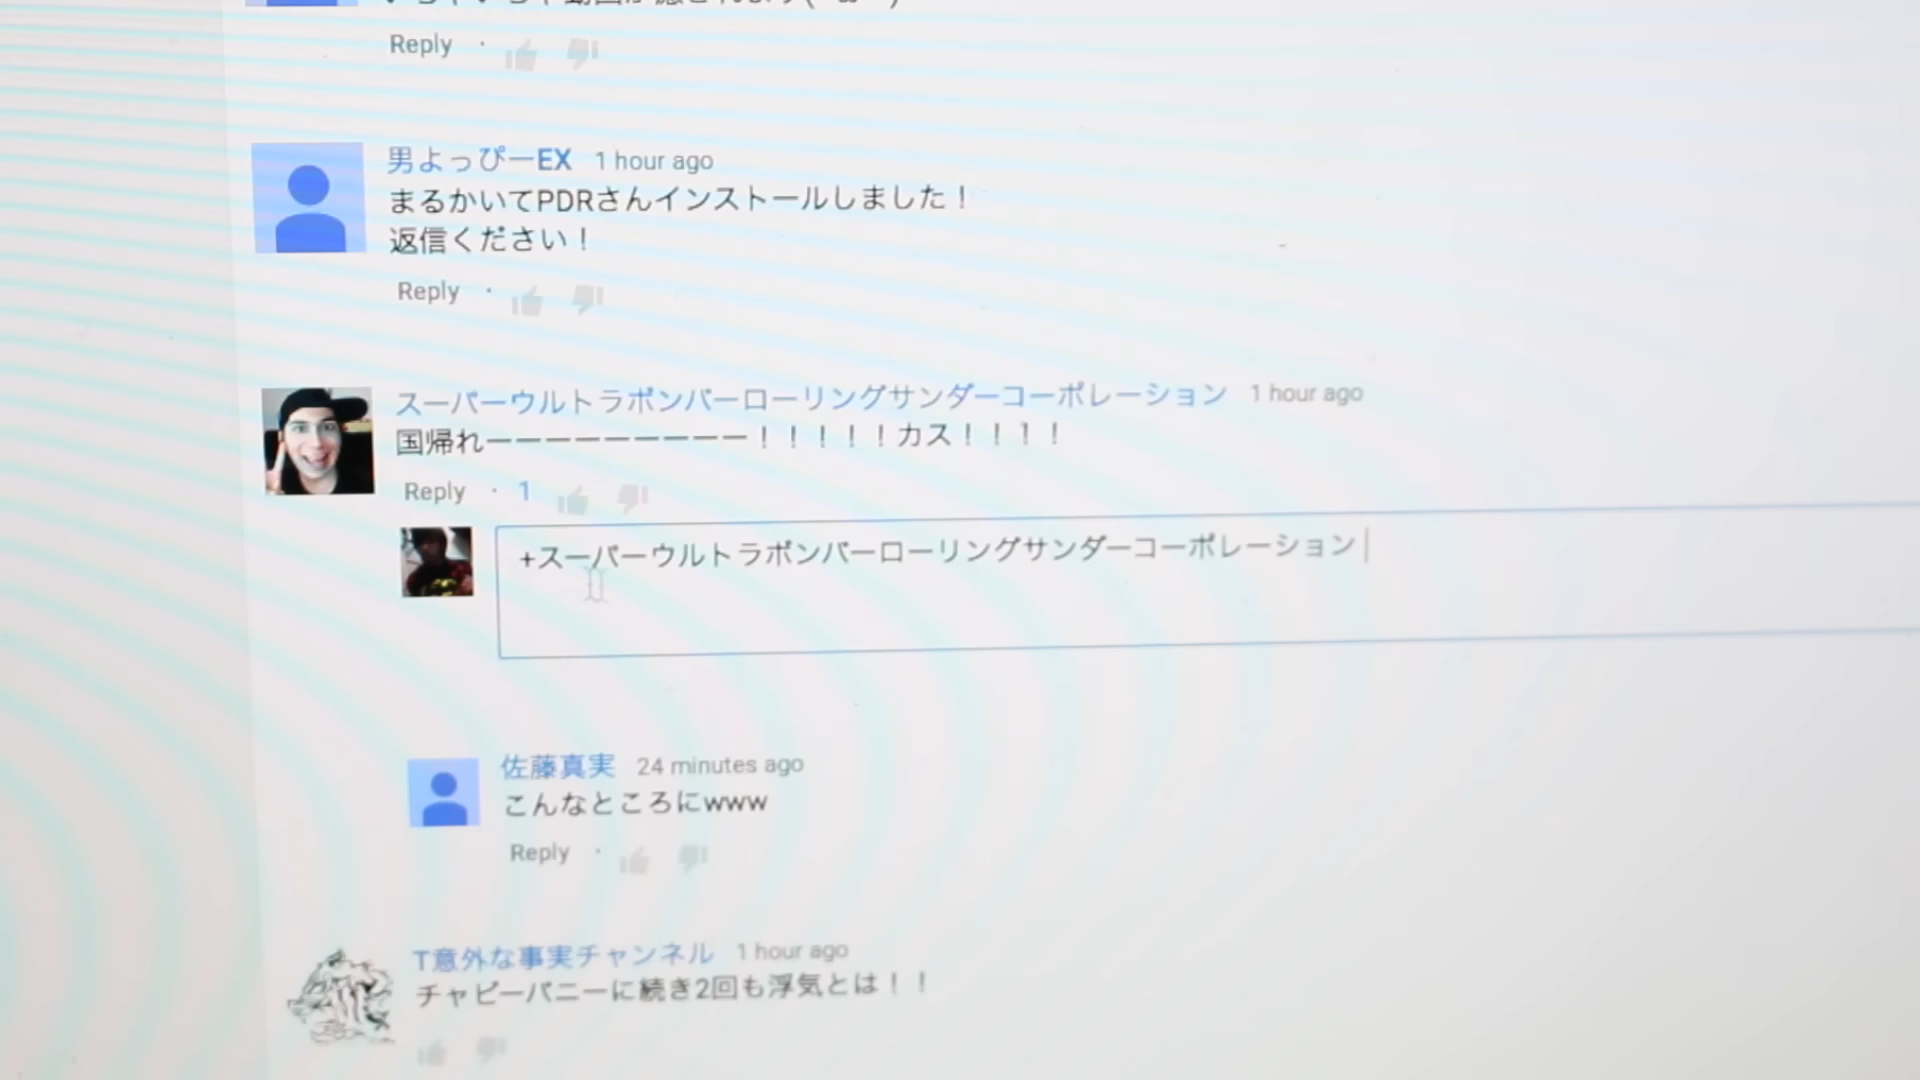 Reply ·
男よっぴーEX 1 hour ago
まるかいてPDRさんインストールしました！
返信ください！
Reply ·
スーパーウルトラボンバーローリングサンダーコーポレーション 1 hour ago
国帰れーーーーーーーーー！！！！！カス！！！！
Reply · 1
+スーパーウルトラボンバーローリングサンダーコーポレーション
佐藤真実 24 minutes ago
こんなところにwww
Reply ·
T意外な事実チャンネル 1 hour ago
チャピーバニーに続き2回も浮気とは！！